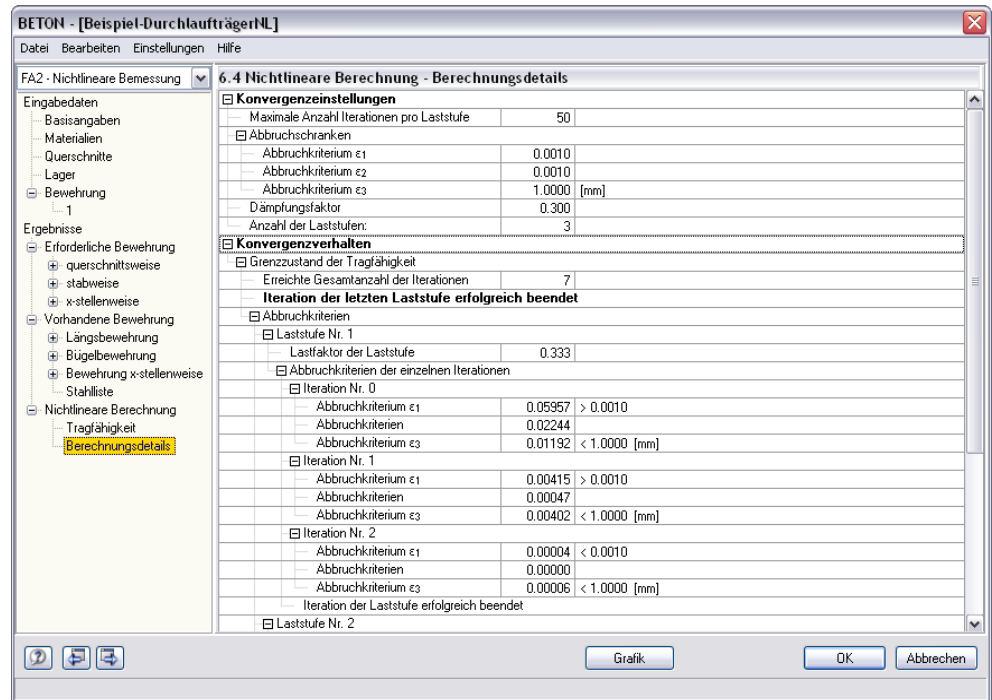 BETON - [Beispiel-DurchlaufträgerNL]
Datei Bearbeiten Einstellungen Hilfe
FA2 - Nichtlineare Bemessung
Eingabedaten
Basisangaben
Materialien
Querschnitte
Lager
Bewehrung
1
Ergebnisse
Erforderliche Bewehrung
querschnittsweise
stabweise
x-stellenweise
Vorhandene Bewehrung
Längsbewehrung
Bügelbewehrung
Bewehrung x-stellenweise
Stahlliste
Nichtlineare Berechnung
Tragfähigkeit
Berechnungsdetails
6.4 Nichtlineare Berechnung - Berechnungsdetails
Konvergenzeinstellungen
Maximale Anzahl Iterationen pro Laststufe 50
Abbruchschranken
Abbruchkriterium ε1 0.0010
Abbruchkriterium ε2 0.0010
Abbruchkriterium ε3 1.0000 [mm]
Dämpfungsfaktor 0.300
Anzahl der Laststufen: 3
Konvergenzverhalten
Grenzzustand der Tragfähigkeit
Erreichte Gesamtanzahl der Iterationen 7
Iteration der letzten Laststufe erfolgreich beendet
Abbruchkriterien
Laststufe Nr. 1
Lastfaktor der Laststufe 0.333
Abbruchkriterien der einzelnen Iterationen
Iteration Nr. 0
Abbruchkriterium ε1 0.05957 > 0.0010
Abbruchkriterien 0.02244
Abbruchkriterium ε3 0.01192 < 1.0000 [mm]
Iteration Nr. 1
Abbruchkriterium ε1 0.00415 > 0.0010
Abbruchkriterien 0.00047
Abbruchkriterium ε3 0.00402 < 1.0000 [mm]
Iteration Nr. 2
Abbruchkriterium ε1 0.00004 < 0.0010
Abbruchkriterien 0.00000
Abbruchkriterium ε3 0.00006 < 1.0000 [mm]
Iteration der Laststufe erfolgreich beendet
Laststufe Nr. 2
Grafik OK Abbrechen